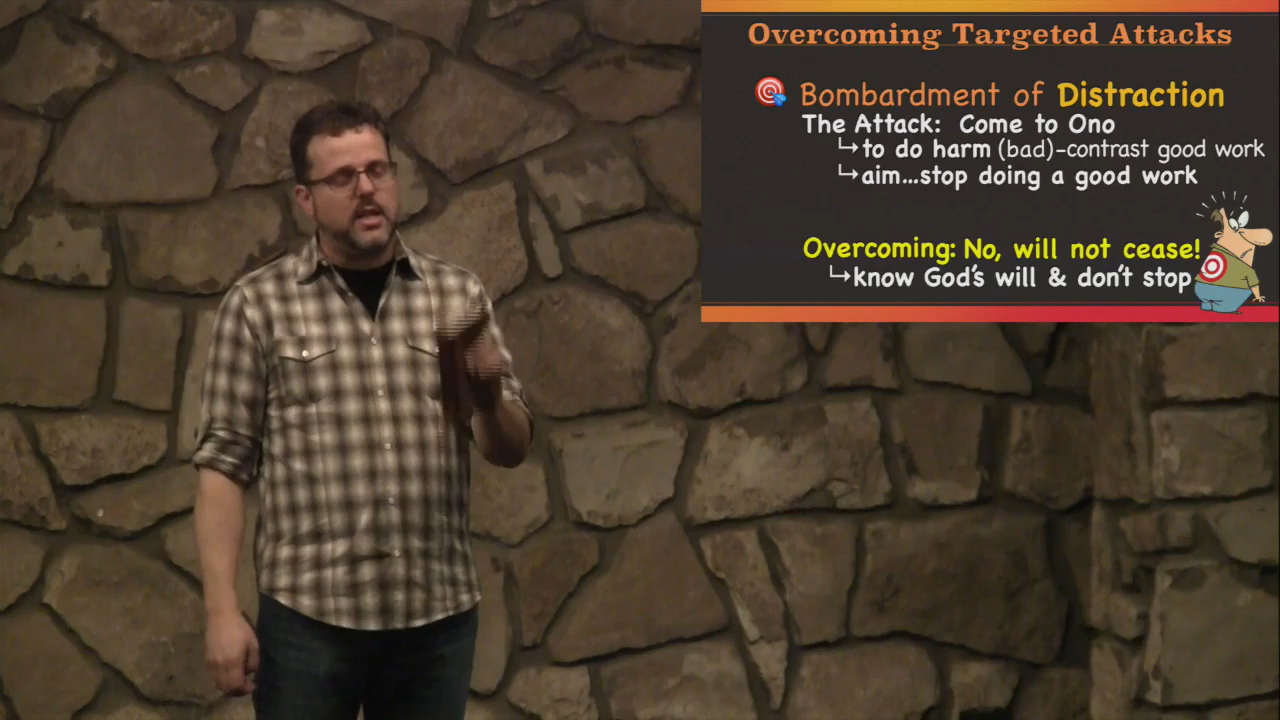 Overcoming Targeted Attacks
Bombardment of Distraction
The Attack: Come to Ono
↳to do harm (bad)-contrast good work
↳aim...stop doing a good work
Overcoming: No, will not cease!
↳know God's will & don't stop